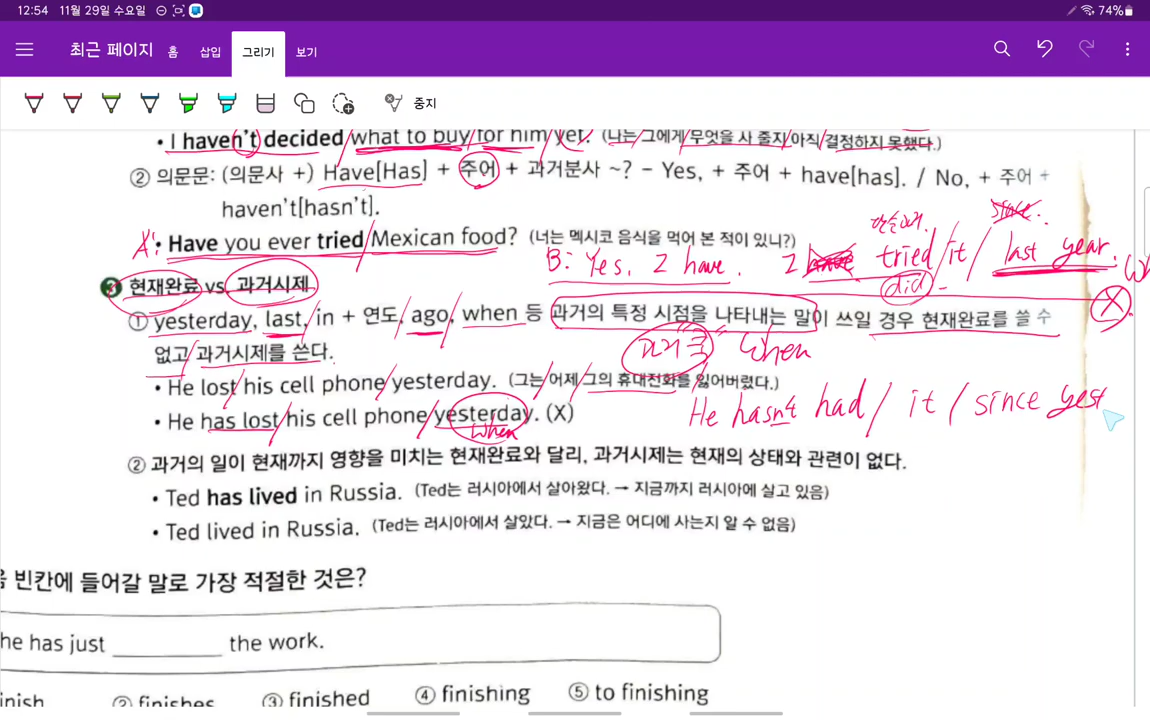 12:54 11월 29일 수요일 74%
최근 페이지 홈 삽입 그리기 보기
중지
• I haven't decided/what to buy/for him/yet. (나는 그에게/무엇을 사 줄지/아직/결정하지 못했다.)
② 의문문: (의문사 +) Have[Has] + 주어 + 과거분사 ~? – Yes, + 주어 + have[has]. / No, + 주어 +
haven't[hasn't].
since.
A: • Have you ever tried/Mexican food? (너는 멕시코 음식을 먹어 본 적이 있니?)
B: Yes, I have. I have tried/it/last year.
did
3 현재완료 vs 과거시제
① yesterday, last, in + 연도, ago, when 등 과거의 특정 시점을 나타내는 말이 쓰일 경우 현재완료를 쓸 수 X
없고 과거시제를 쓴다. "과거 콕" when
• He lost/his cell phone/yesterday. (그는/어제/그의 휴대전화를/잃어버렸다.)
He hasn't had/it/since yest
• He has lost/his cell phone/yesterday. (X)
when
② 과거의 일이 현재까지 영향을 미치는 현재완료와 달리, 과거시제는 현재의 상태와 관련이 없다.
• Ted has lived in Russia. (Ted는 러시아에서 살아왔다. → 지금까지 러시아에 살고 있음)
• Ted lived in Russia. (Ted는 러시아에서 살았다. → 지금은 어디에 사는지 알 수 없음)
빈칸에 들어갈 말로 가장 적절한 것은?
he has just ________ the work.
inish ② finishes ③ finished ④ finishing ⑤ to finishing